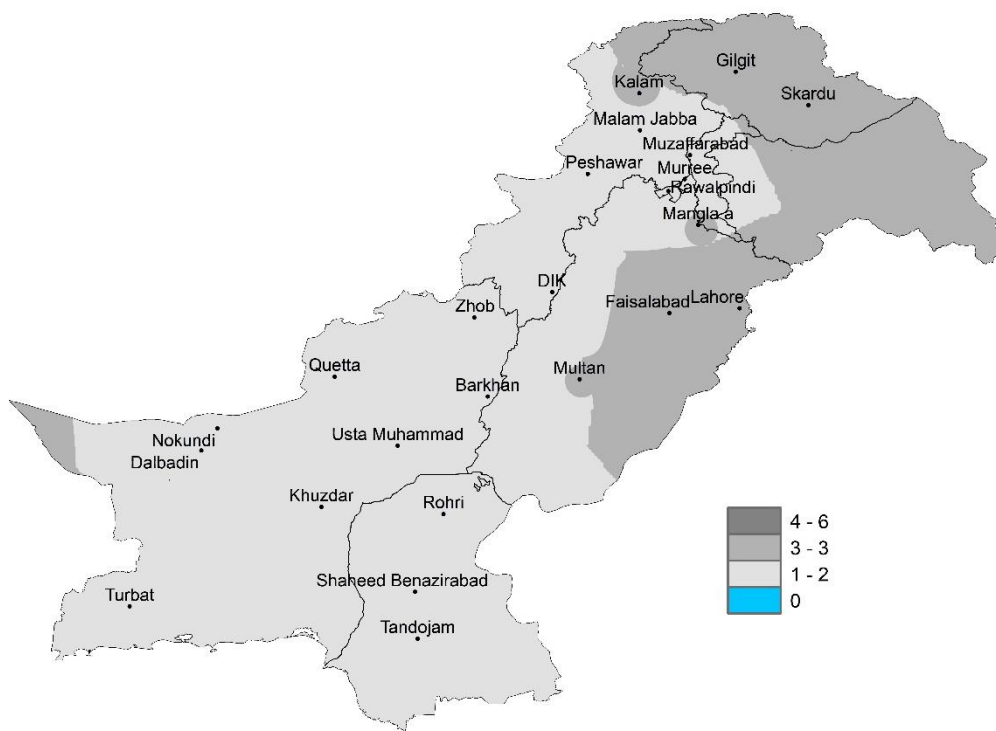 Gilgit
Kalam
Skardu
Malam Jabba
Muzaffarabad
Peshawar
Murree
Rawalpindi
Mangla a
DIK
Zhob
Faisalabad
Lahore
Quetta
Multan
Barkhan
Nokundi
Usta Muhammad
Dalbadin
Khuzdar
Rohri
4 - 6
3 - 3
1 - 2
0
Shaheed Benazirabad
Turbat
Tandojam